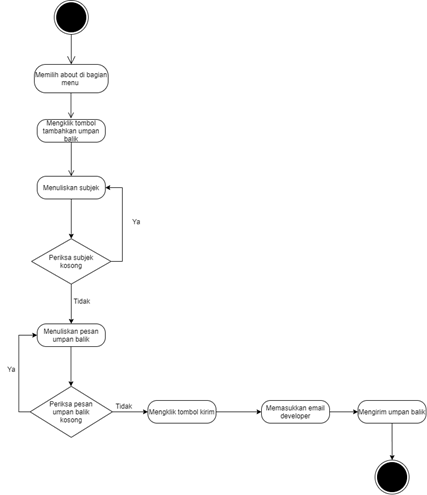 Memilih about di bagian
menu
Mengklik tombol
tambahkan umpan
balik
Menuliskan subjek
Ya
Periksa subjek
kosong
Tidak
Menuliskan pesan
umpan balik
Ya
Periksa pesan
umpan balik
kosong
Tidak
Mengklik tombol kirim
Memasukkan email
developer
Mengirim umpan balik